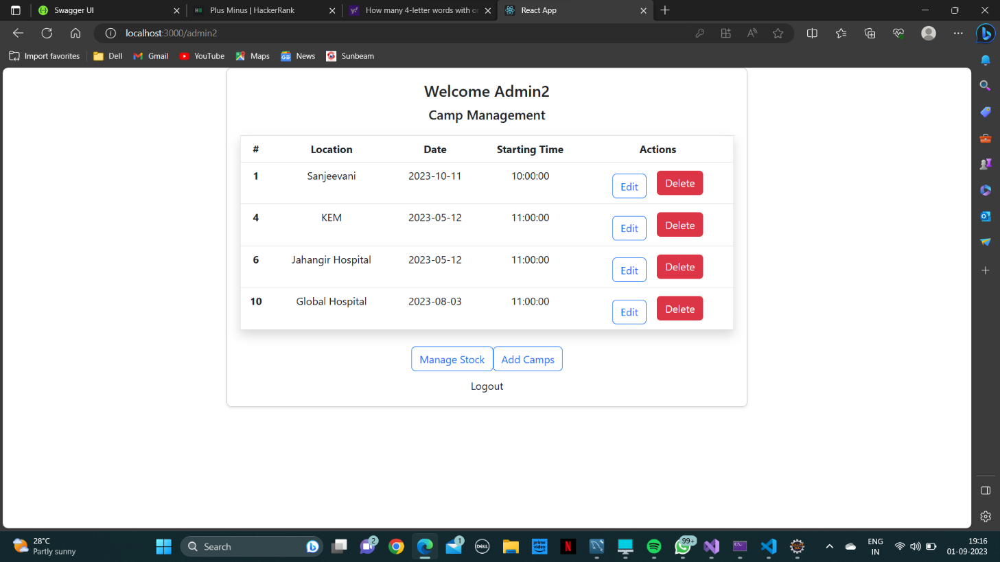 Swagger UI
Plus Minus | HackerRank
How many 4-letter words with or
React App
localhost:3000/admin2
Import favorites
Dell
Gmail
YouTube
Maps
News
Sunbeam
Welcome Admin2
Camp Management
# Location Date Starting Time Actions
1 Sanjeevani 2023-10-11 10:00:00 Edit Delete
4 KEM 2023-05-12 11:00:00 Edit Delete
6 Jahangir Hospital 2023-05-12 11:00:00 Edit Delete
10 Global Hospital 2023-08-03 11:00:00 Edit Delete
Manage Stock Add Camps
Logout
28°C
Partly sunny
Search
2
1
DELL
prime video
N
99+
ENG
IN
19:16
01-09-2023